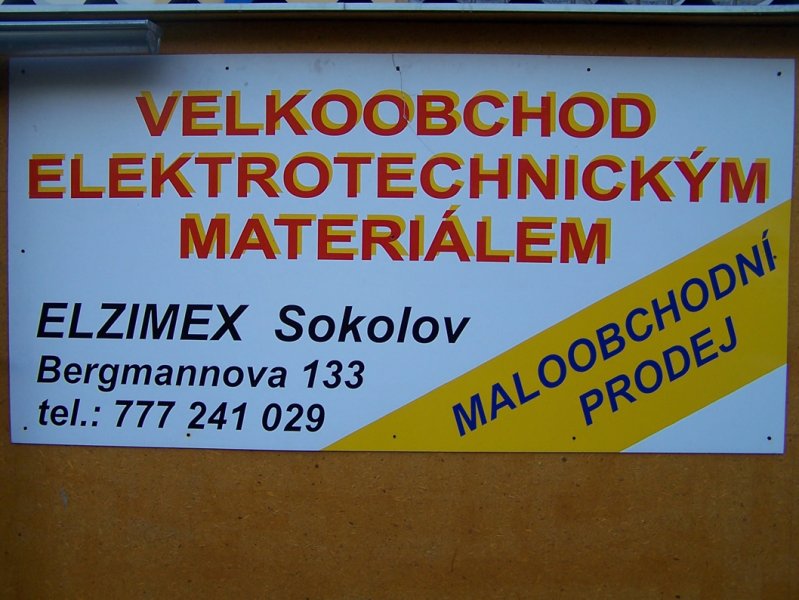 VELKOOBCHOD
ELEKTROTECHNICKÝM
MATERIÁLEM
ELZIMEX Sokolov
Bergmannova 133
tel.: 777 241 029
MALOOBCHODNÍ
PRODEJ